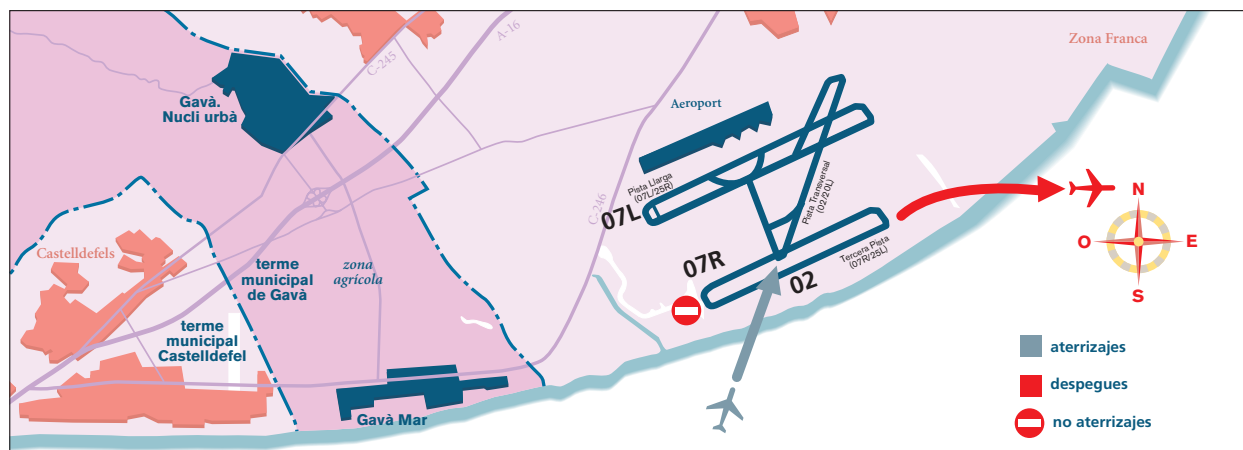 Zona Franca
A-16
C-245
Gavà.
Nucli urbà
Aeroport
Pista Llarga
(07L/25R)
Pista Transversal
(02/20L)
07L
C-246
N
O
E
S
Castelldefels
terme
municipal
de Gavà
zona
agrícola
07R
Tercera Pista
(07R/25L)
02
terme
municipal
Castelldefel
Gavà Mar
aterrizajes
despegues
no aterrizajes